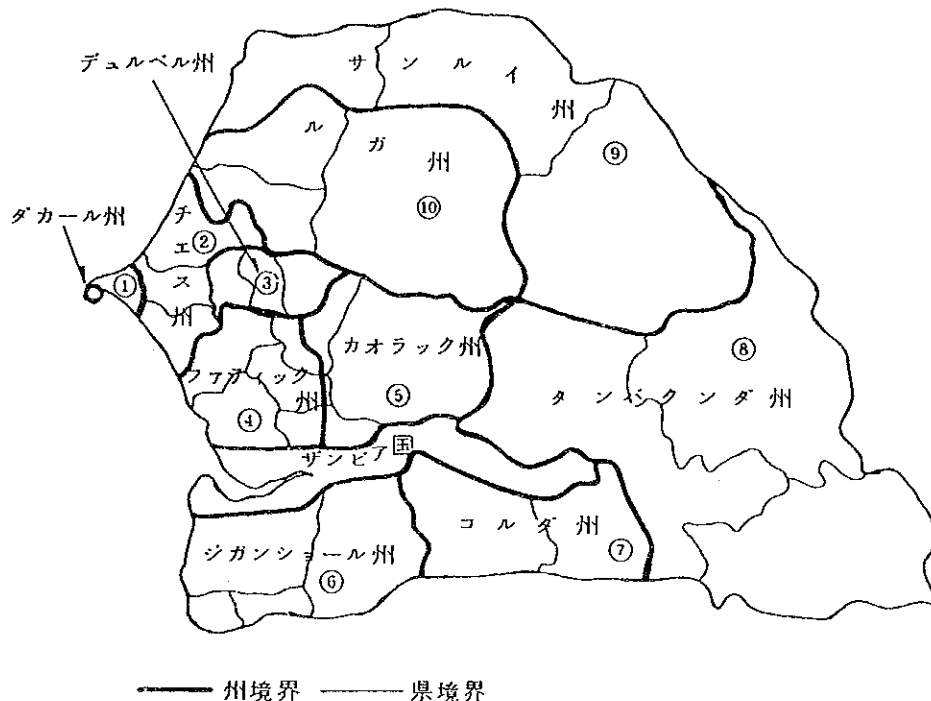 デュルベル州
サンルイ州
⑨
ルガ州
⑩
ダカール州
①
チエス州
②
③
カオラック州
⑤
⑧
ファティック州
④
タンバクンダ州
ザンビア国
コルダ州
⑦
ジガンショール州
⑥
州境界 県境界